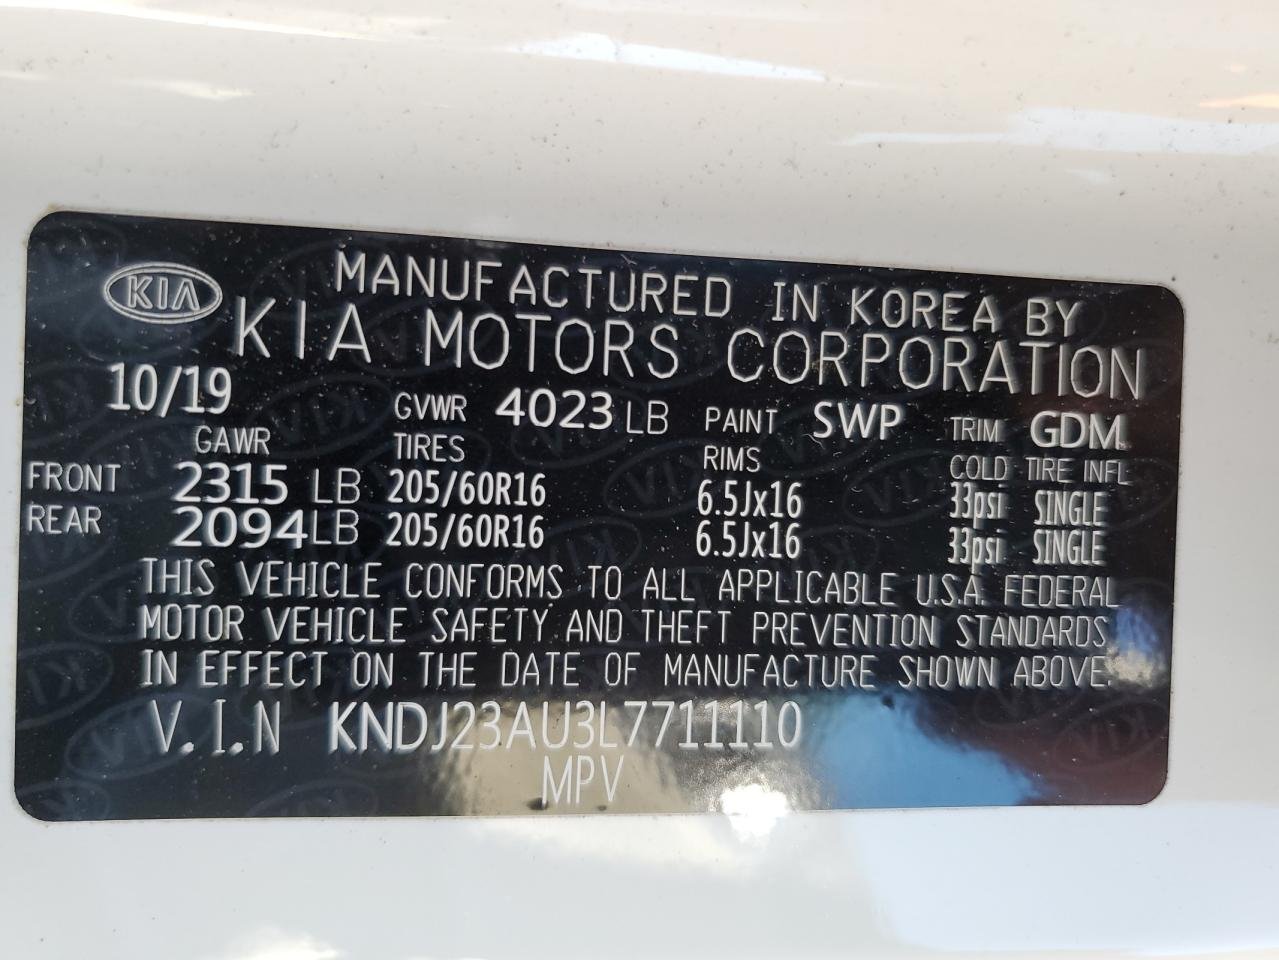 MANUFACTURED IN KOREA BY
KIA
KIA MOTORS CORPORATION
10/19 GVWR 4023 LB PAINT SWP TRIM GDM
GAWR TIRES RIMS COLD TIRE INFL
FRONT 2315 LB 205/60R16 6.5Jx16 33psi SINGLE
REAR 2094 LB 205/60R16 6.5Jx16 33psi SINGLE
THIS VEHICLE CONFORMS TO ALL APPLICABLE U.S.A. FEDERAL
MOTOR VEHICLE SAFETY AND THEFT PREVENTION STANDARDS
IN EFFECT ON THE DATE OF MANUFACTURE SHOWN ABOVE.
V.I.N KNDJ23AU3L7711110
MPV